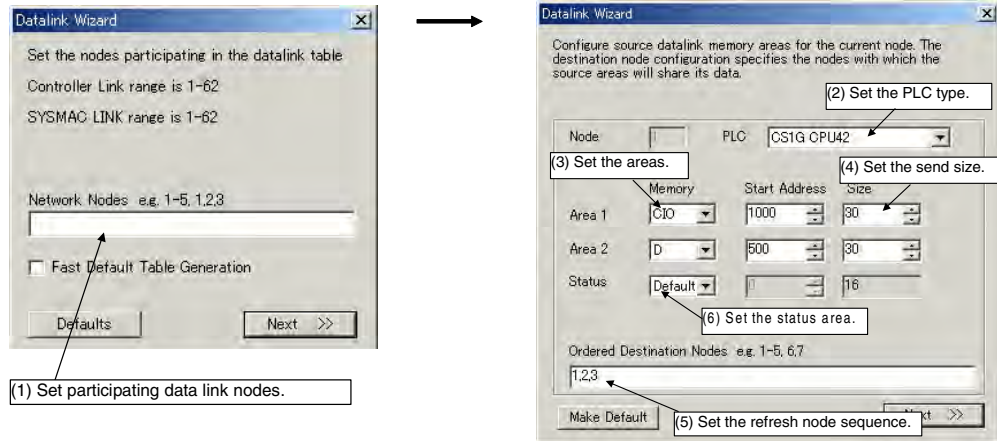 Datalink Wizard
Set the nodes participating in the datalink table
Controller Link range is 1-62
SYSMAC LINK range is 1-62
Network Nodes e.g. 1-5, 1,2,3
Fast Default Table Generation
Defaults
Next >>
(1) Set participating data link nodes.
Datalink Wizard
Configure source datalink memory areas for the current node. The
destination node configuration specifies the nodes with which the
source areas will share its data.
(2) Set the PLC type.
Node 1 PLC CS1G CPU42
(3) Set the areas.
(4) Set the send size.
Memory Start Address Size
Area 1 CIO 1000 30
Area 2 D 500 30
Status Default 0 16
(6) Set the status area.
Ordered Destination Nodes e.g. 1-5, 6,7
1,2,3
Make Default
(5) Set the refresh node sequence.
>>